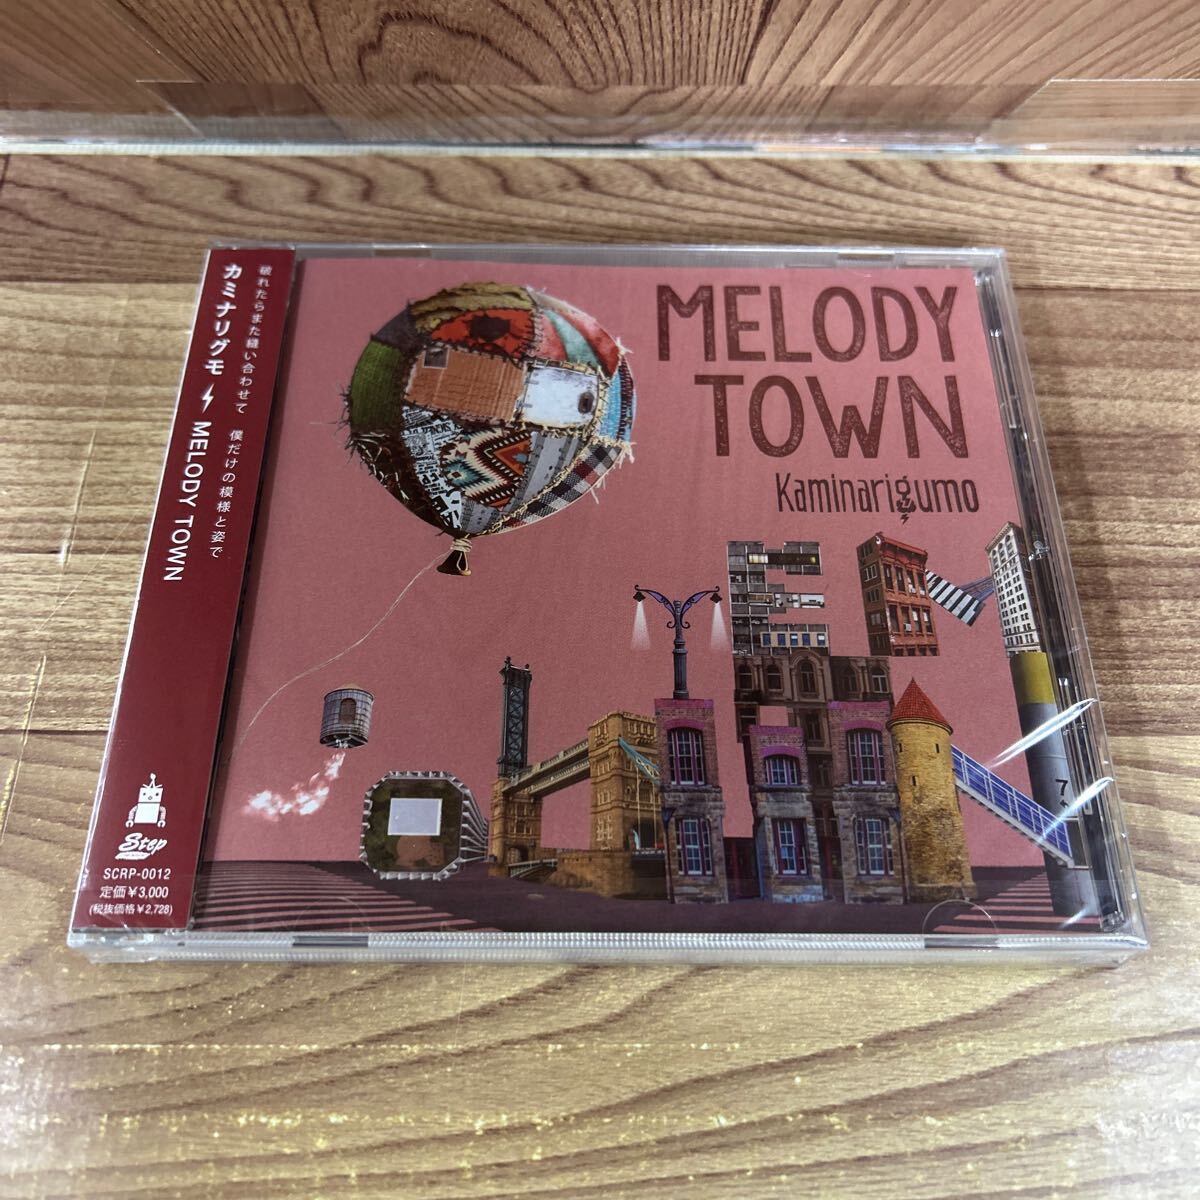 破れたらまた縫い合わせて 僕だけの模様と姿で
カミナリグモ MELODY TOWN
Step
SCRP-0012
定価¥3,000
(税抜価格¥2,728)
MELODY
TOWN
Kaminarigumo
7